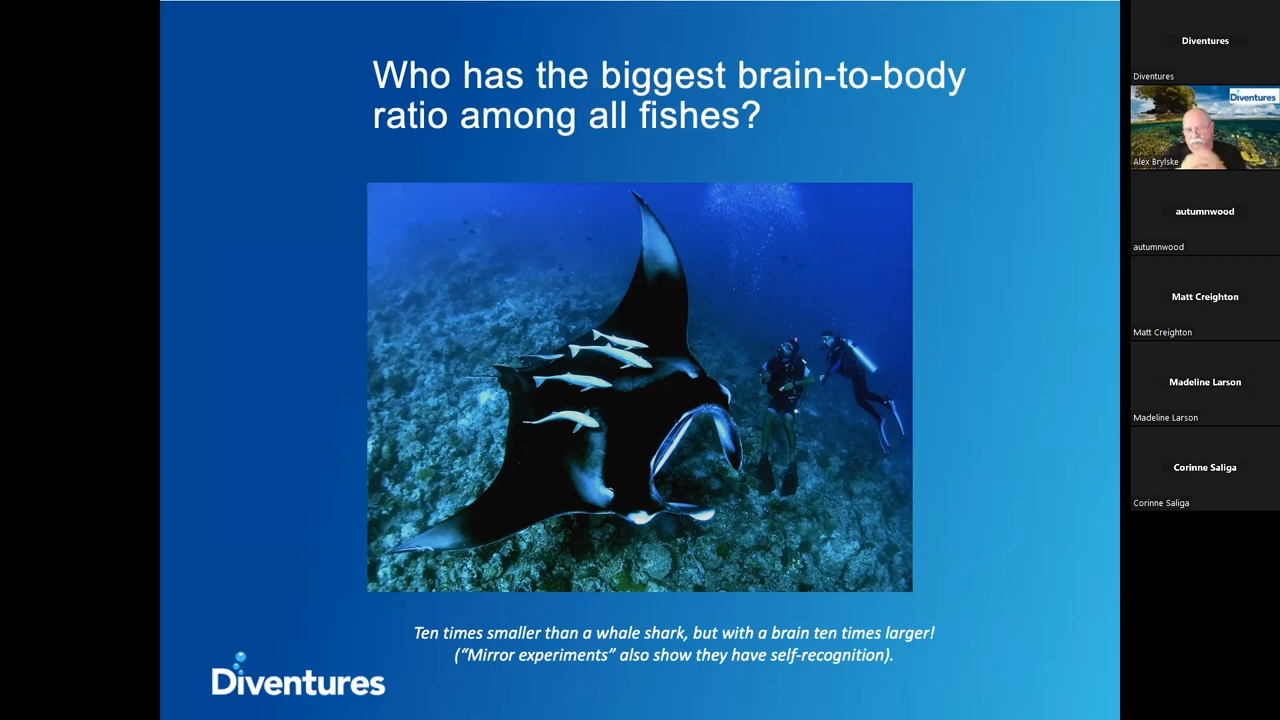 Who has the biggest brain-to-body
ratio among all fishes?
Ten times smaller than a whale shark, but with a brain ten times larger!
(“Mirror experiments” also show they have self-recognition).
Diventures
Diventures
Diventures
Diventures
Alex Brylske
autumnwood
autumnwood
Matt Creighton
Matt Creighton
Madeline Larson
Madeline Larson
Corinne Saliga
Corinne Saliga